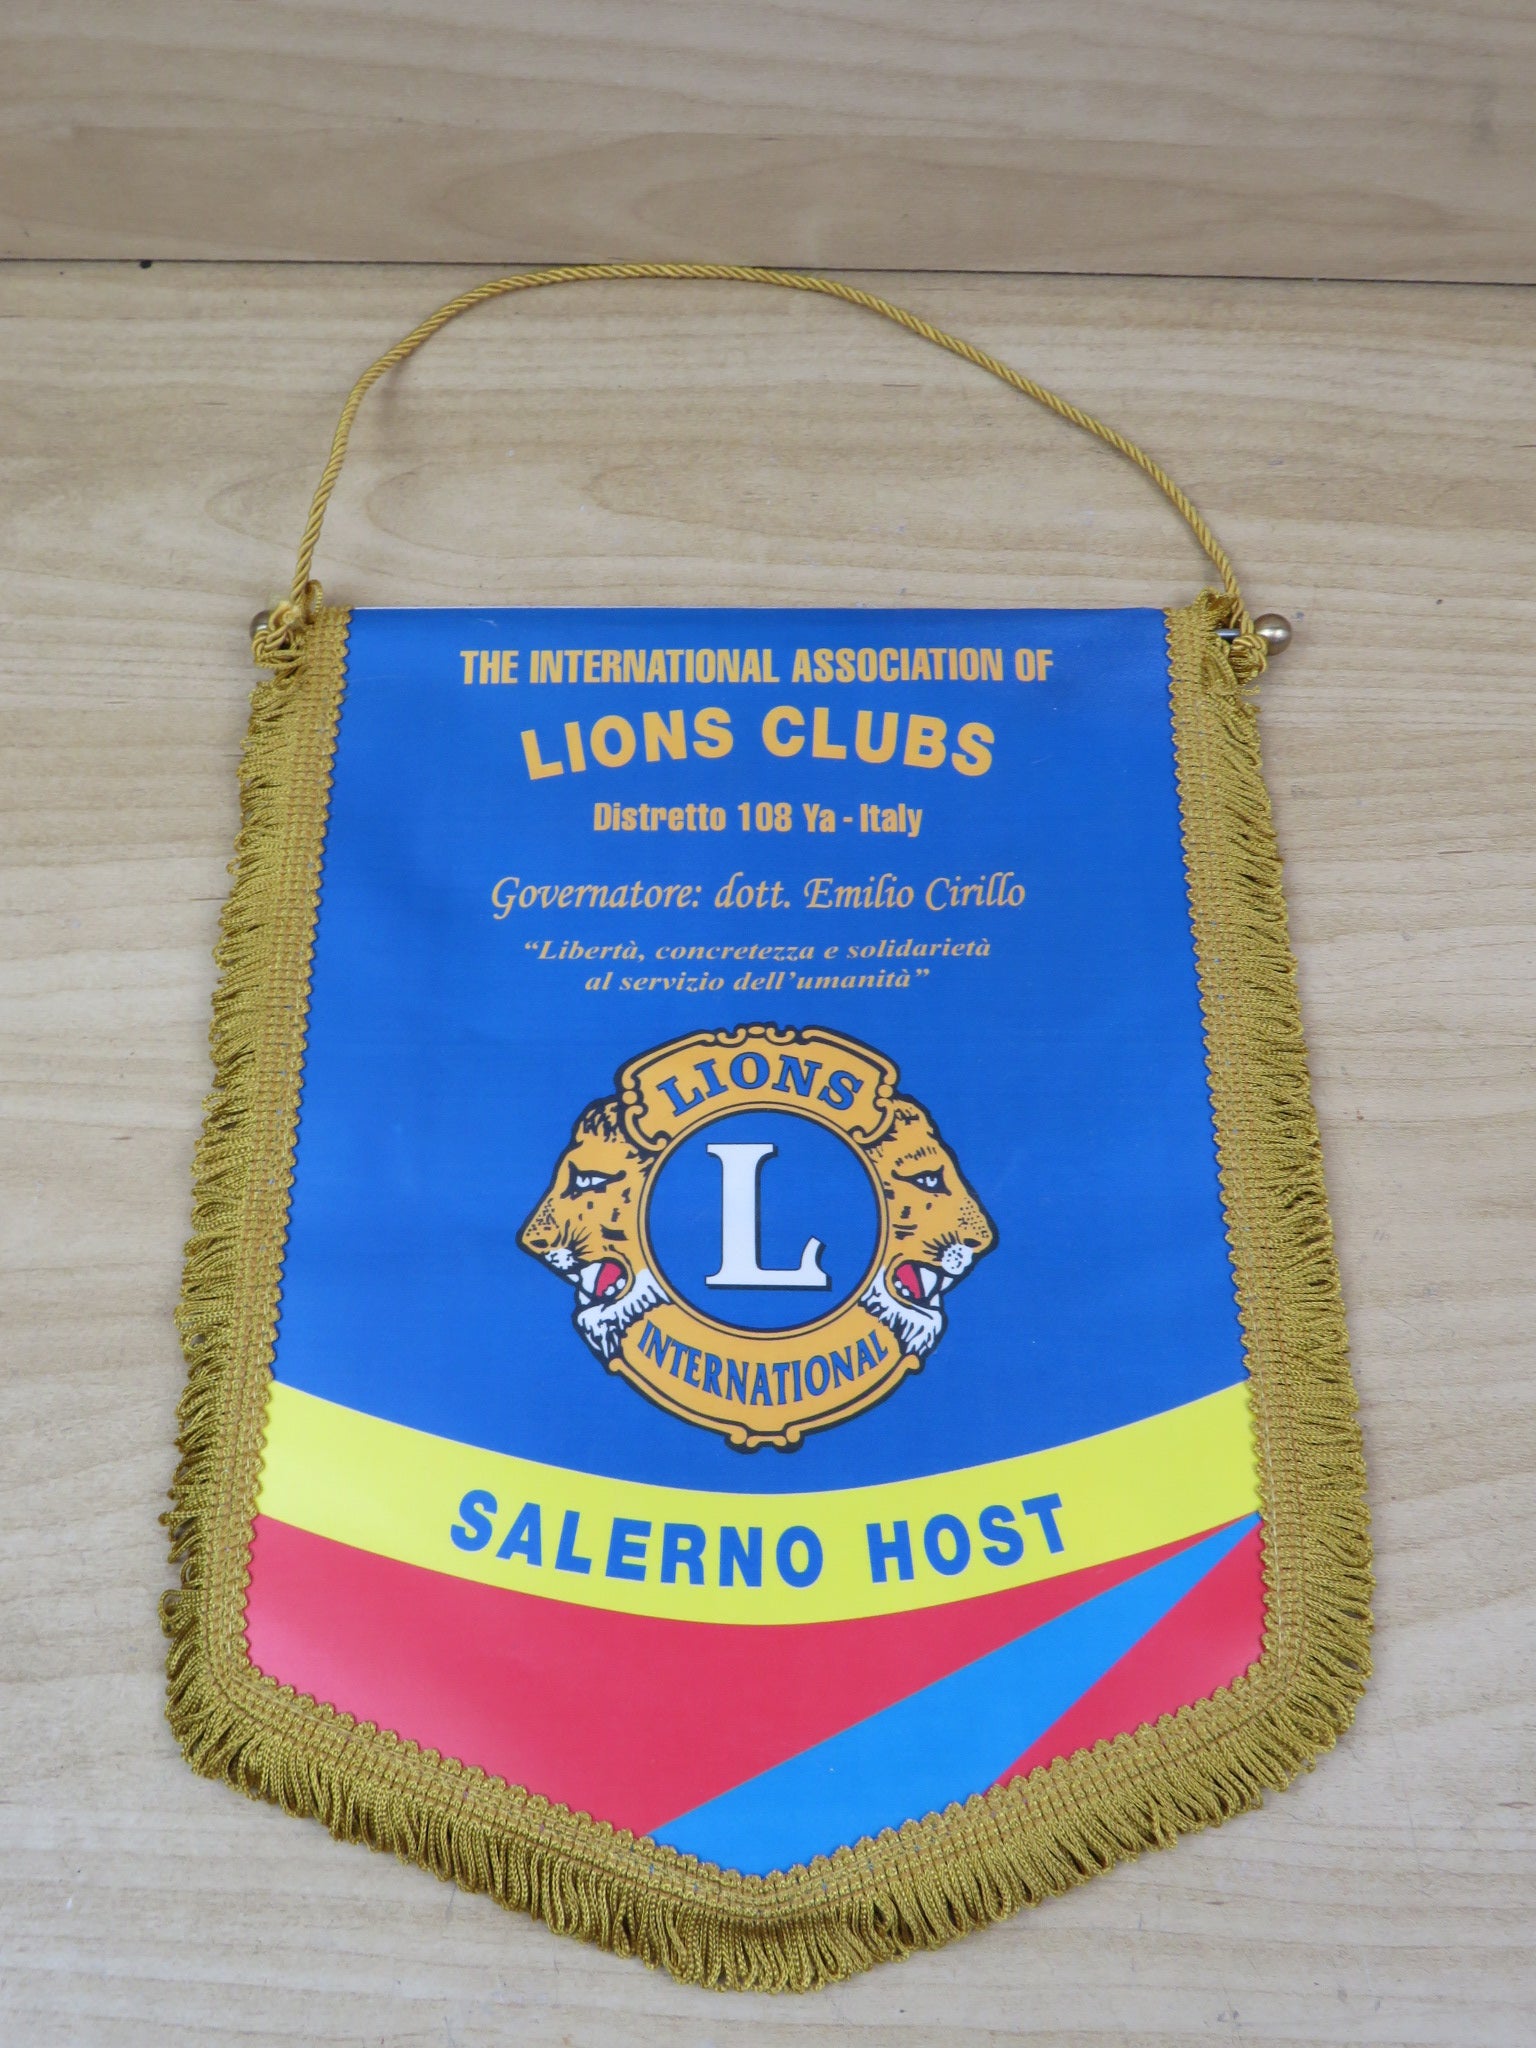 THE INTERNATIONAL ASSOCIATION OF
LIONS CLUBS
Distretto 108 Ya - Italy
Governatore: dott. Emilio Cirillo
“Libertà, concretezza e solidarietà
al servizio dell’umanità”
LIONS
L
INTERNATIONAL
SALERNO HOST